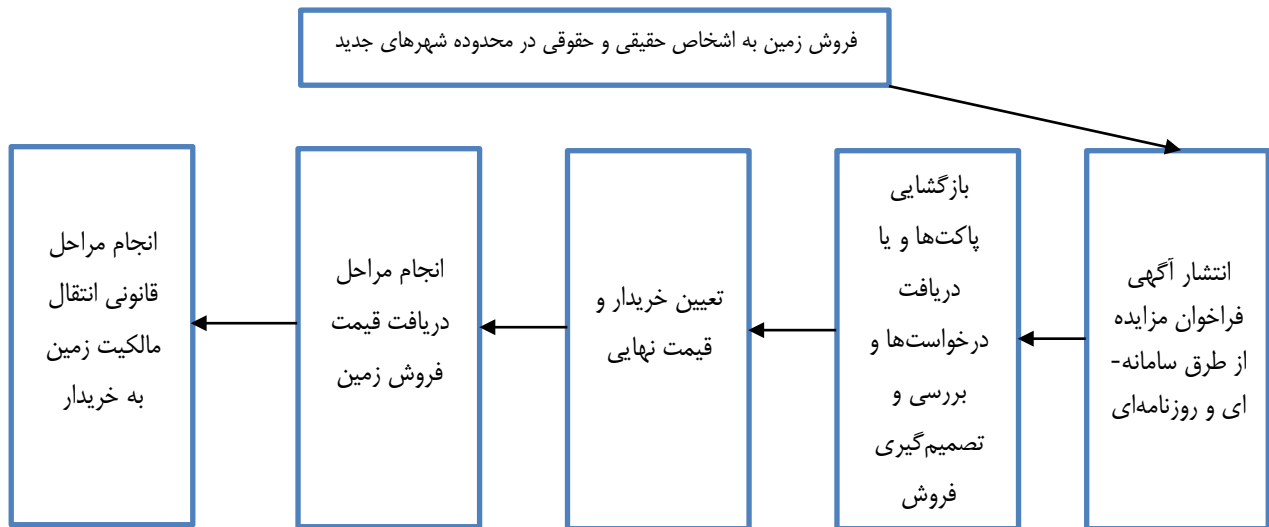 فروش زمین به اشخاص حقیقی و حقوقی در محدوده شهرهای جدید
انتشار آگهی
فراخوان مزایده
از طرق سامانه-
ای و روزنامه‌ای
بازگشایی
پاکت‌ها و یا
دریافت
درخواست‌ها و
بررسی و
تصمیم‌گیری
فروش
تعیین خریدار و
قیمت نهایی
انجام مراحل
دریافت قیمت
فروش زمین
انجام مراحل
قانونی انتقال
مالکیت زمین
به خریدار